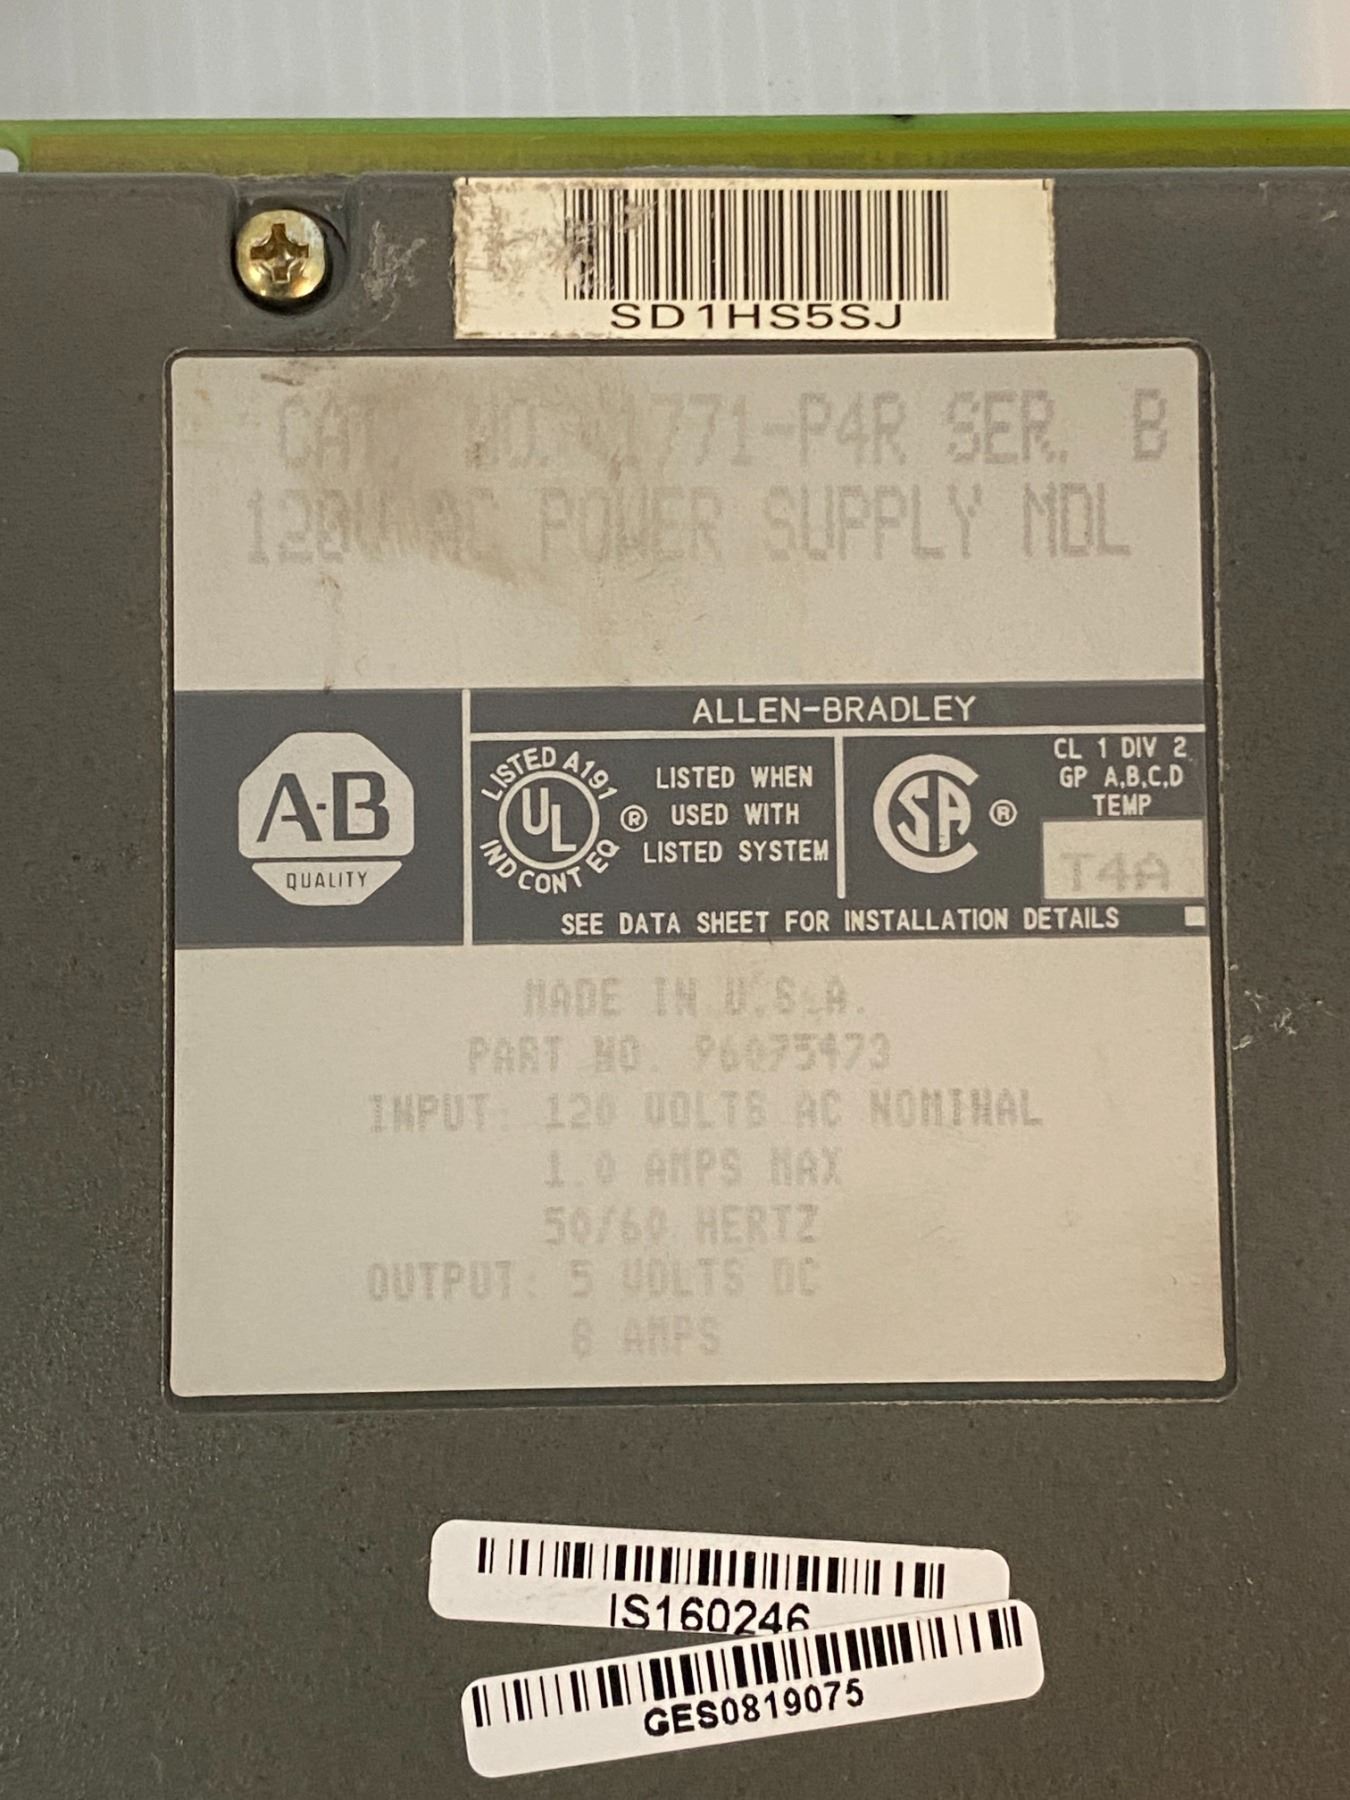 SD1HS5SJ
CAT. NO. 1771-P4R SER. B
120V AC POWER SUPPLY MDL
ALLEN-BRADLEY
A-B
QUALITY
LISTED A191
UL ®
IND CONT EQ
LISTED WHEN
USED WITH
LISTED SYSTEM
CSA ®
CL 1 DIV 2
GP A,B,C,D
TEMP
T4A
SEE DATA SHEET FOR INSTALLATION DETAILS
MADE IN U.S.A.
PART NO. 96075473
INPUT: 120 VOLTS AC NOMINAL
1.0 AMPS MAX
50/60 HERTZ
OUTPUT: 5 VOLTS DC
8 AMPS
IS160246
GES0819075